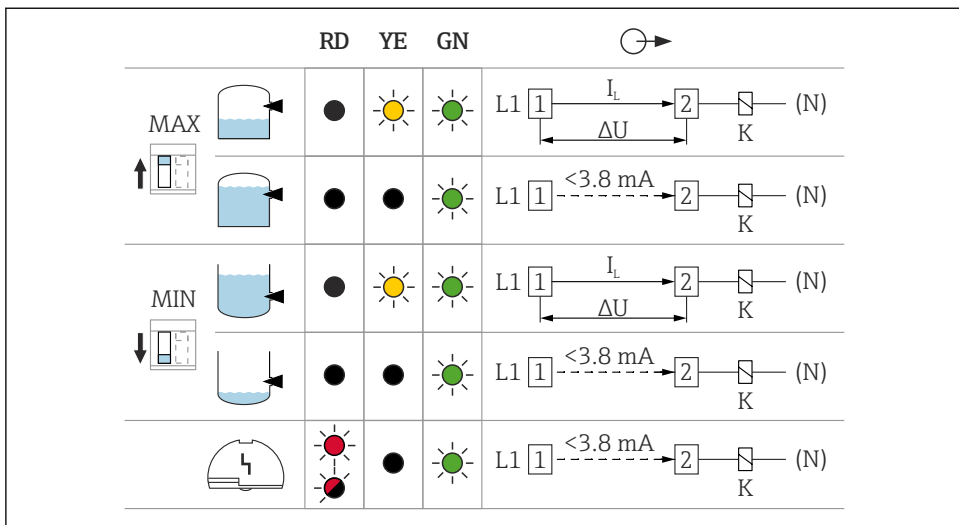 RD YE GN
MAX
L1 1 I_L 2 (N)
ΔU K
L1 1 <3.8 mA 2 (N)
K
MIN
L1 1 I_L 2 (N)
ΔU K
L1 1 <3.8 mA 2 (N)
K
L1 1 <3.8 mA 2 (N)
K